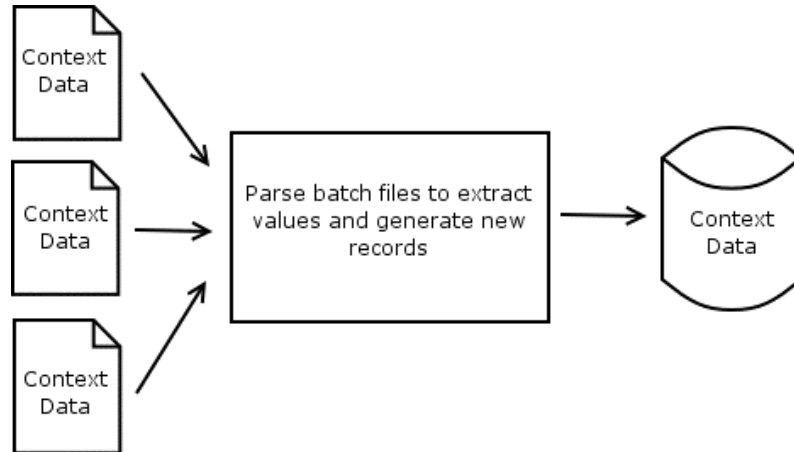 Context
Data
Context
Data
Context
Data
Parse batch files to extract
values and generate new
records
Context
Data